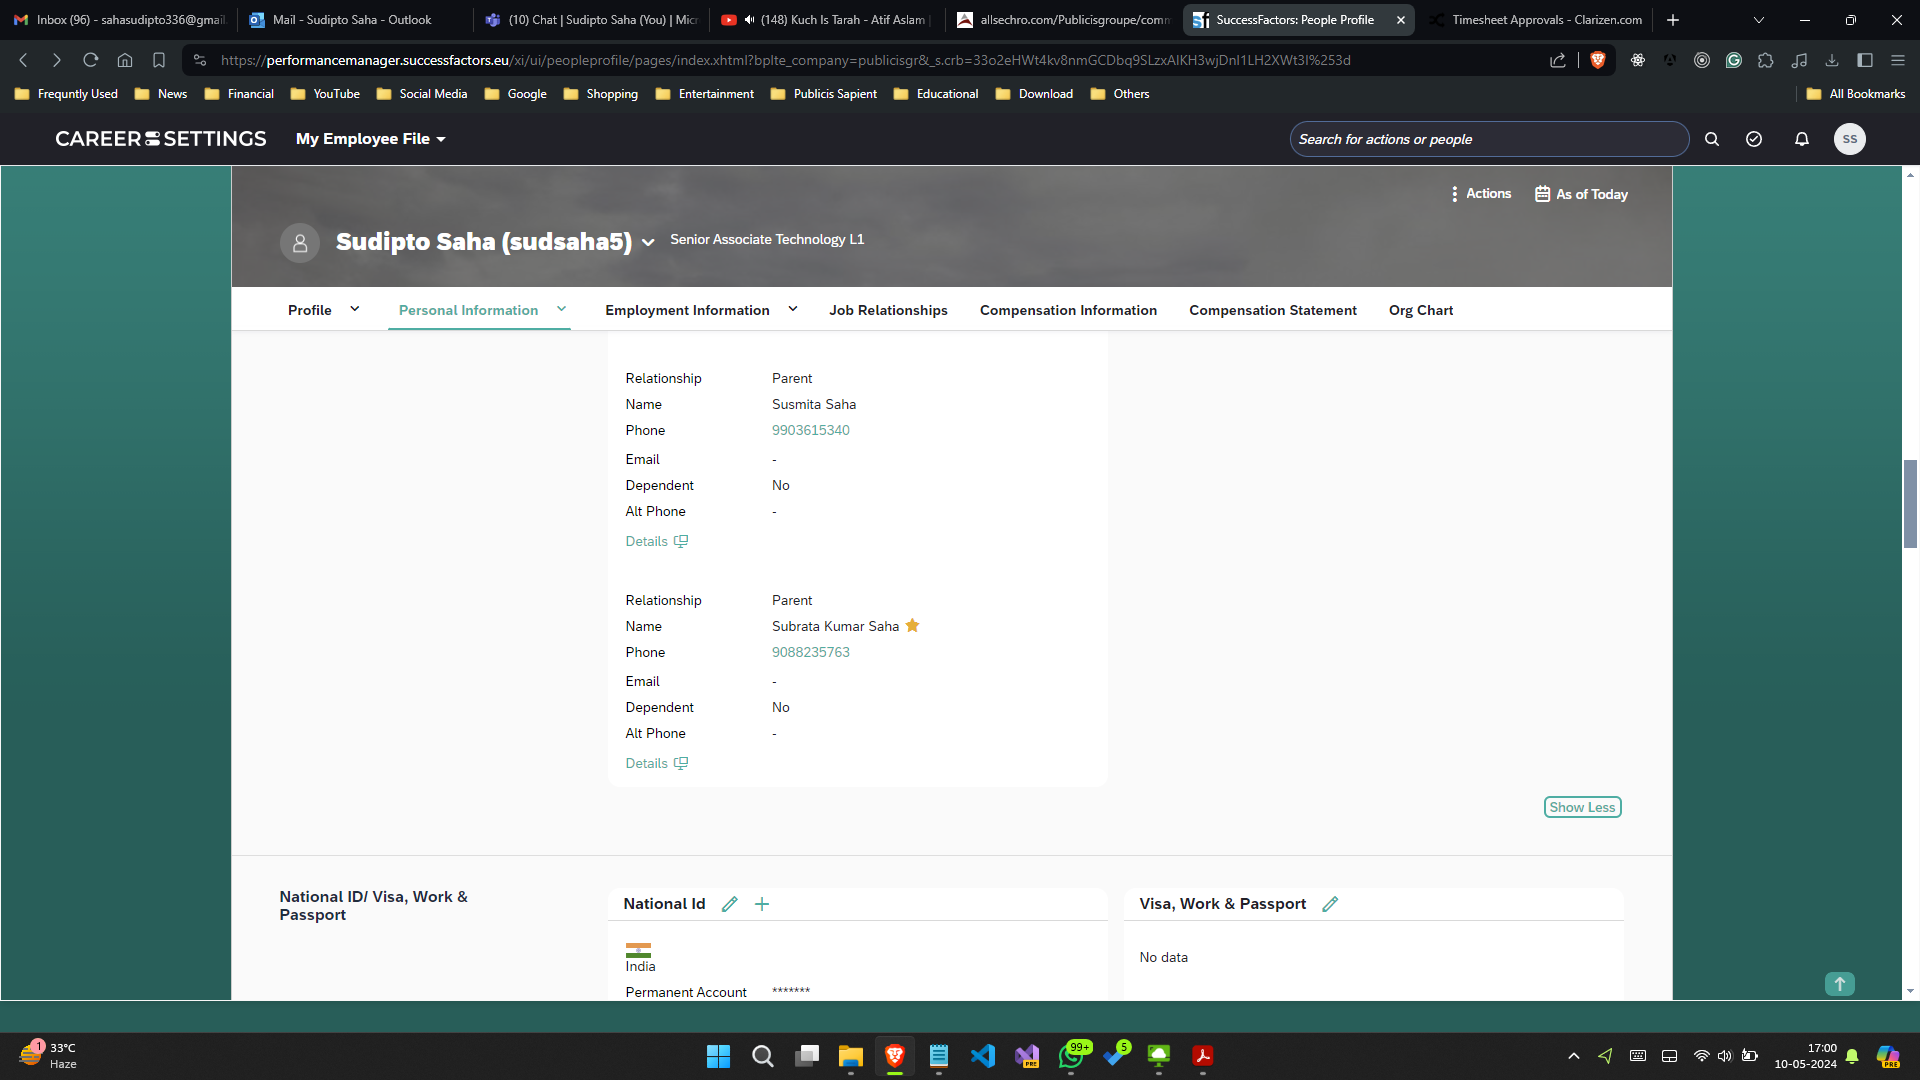 Inbox (96) - sahasudipto336@gmail.
Mail - Sudipto Saha - Outlook
(10) Chat | Sudipto Saha (You) | Micr
(148) Kuch Is Tarah - Atif Aslam |
allsechro.com/Publicisgroupe/comm
SuccessFactors: People Profile
Timesheet Approvals - Clarizen.com
https://performancemanager.successfactors.eu/xi/ui/peopleprofile/pages/index.xhtml?bplte_company=publicisgr&_s.crb=
Frequntly Used
News
Financial
YouTube
Social Media
Google
Shopping
Entertainment
Publicis Sapient
Educational
Download
Others
All Bookmarks
CAREER SETTINGS
My Employee File
Search for actions or people
SS
Actions
As of Today
Sudipto Saha (sudsaha5)
Senior Associate Technology L1
Profile
Personal Information
Employment Information
Job Relationships
Compensation Information
Compensation Statement
Org Chart
Relationship Parent
Name Susmita Saha
Phone 9903615340
Email -
Dependent No
Alt Phone -
Details
Relationship Parent
Name Subrata Kumar Saha
Phone 9088235763
Email -
Dependent No
Alt Phone -
Details
Show Less
National ID/ Visa, Work &
Passport
National Id
Visa, Work & Passport
India
No data
Permanent Account *******
1
33°C
Haze
PRE
99+
5
17:00
10-05-2024
PRE